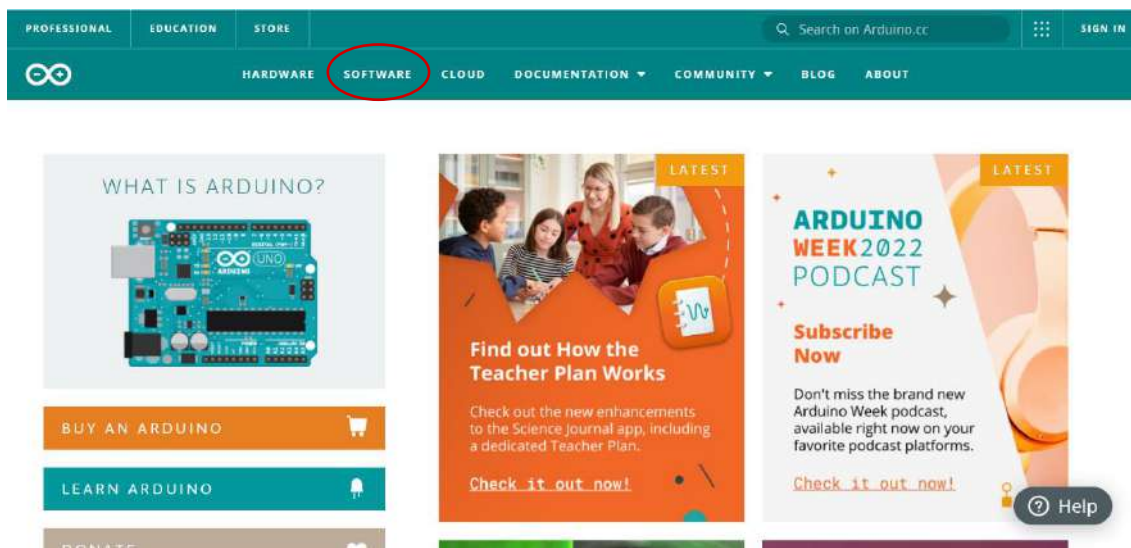 PROFESSIONAL
EDUCATION
STORE
Search on Arduino.cc
SIGN IN
HARDWARE
SOFTWARE
CLOUD
DOCUMENTATION
COMMUNITY
BLOG
ABOUT
WHAT IS ARDUINO?
ARDUINO
UNO
BUY AN ARDUINO
LEARN ARDUINO
DONATE
LATEST
Find out How the
Teacher Plan Works
Check out the new enhancements
to the Science Journal app, including
a dedicated Teacher Plan.
Check it out now!
LATEST
ARDUINO
WEEK2022
PODCAST
Subscribe
Now
Don't miss the brand new
Arduino Week podcast,
available right now on your
favorite podcast platforms.
Check it out now!
Help